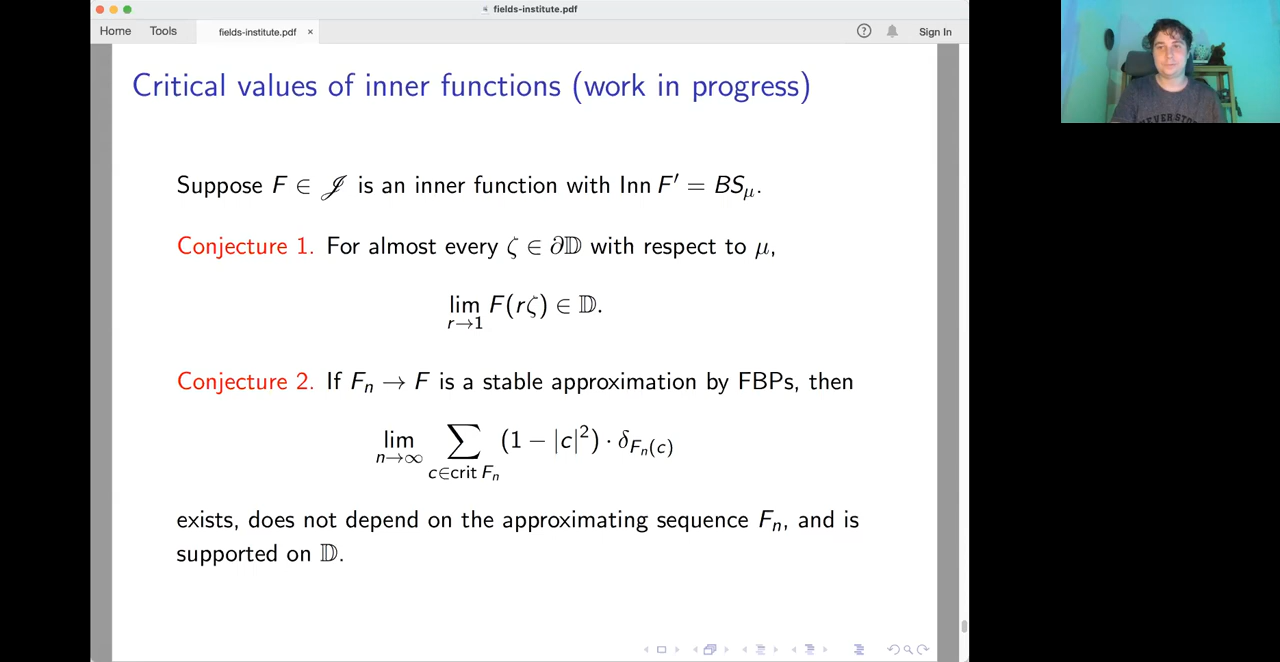 fields-institute.pdf
Home Tools fields-institute.pdf × ? Sign In
Critical values of inner functions (work in progress)
Suppose F ∈ 𝒥 is an inner function with Inn F′ = BS_μ.
Conjecture 1. For almost every ζ ∈ ∂𝔻 with respect to μ,
lim_{r→1} F(rζ) ∈ 𝔻.
Conjecture 2. If F_n → F is a stable approximation by FBPs, then
lim_{n→∞} ∑_{c∈crit F_n} (1 − |c|²) · δ_{F_n(c)}
exists, does not depend on the approximating sequence F_n, and is
supported on 𝔻.